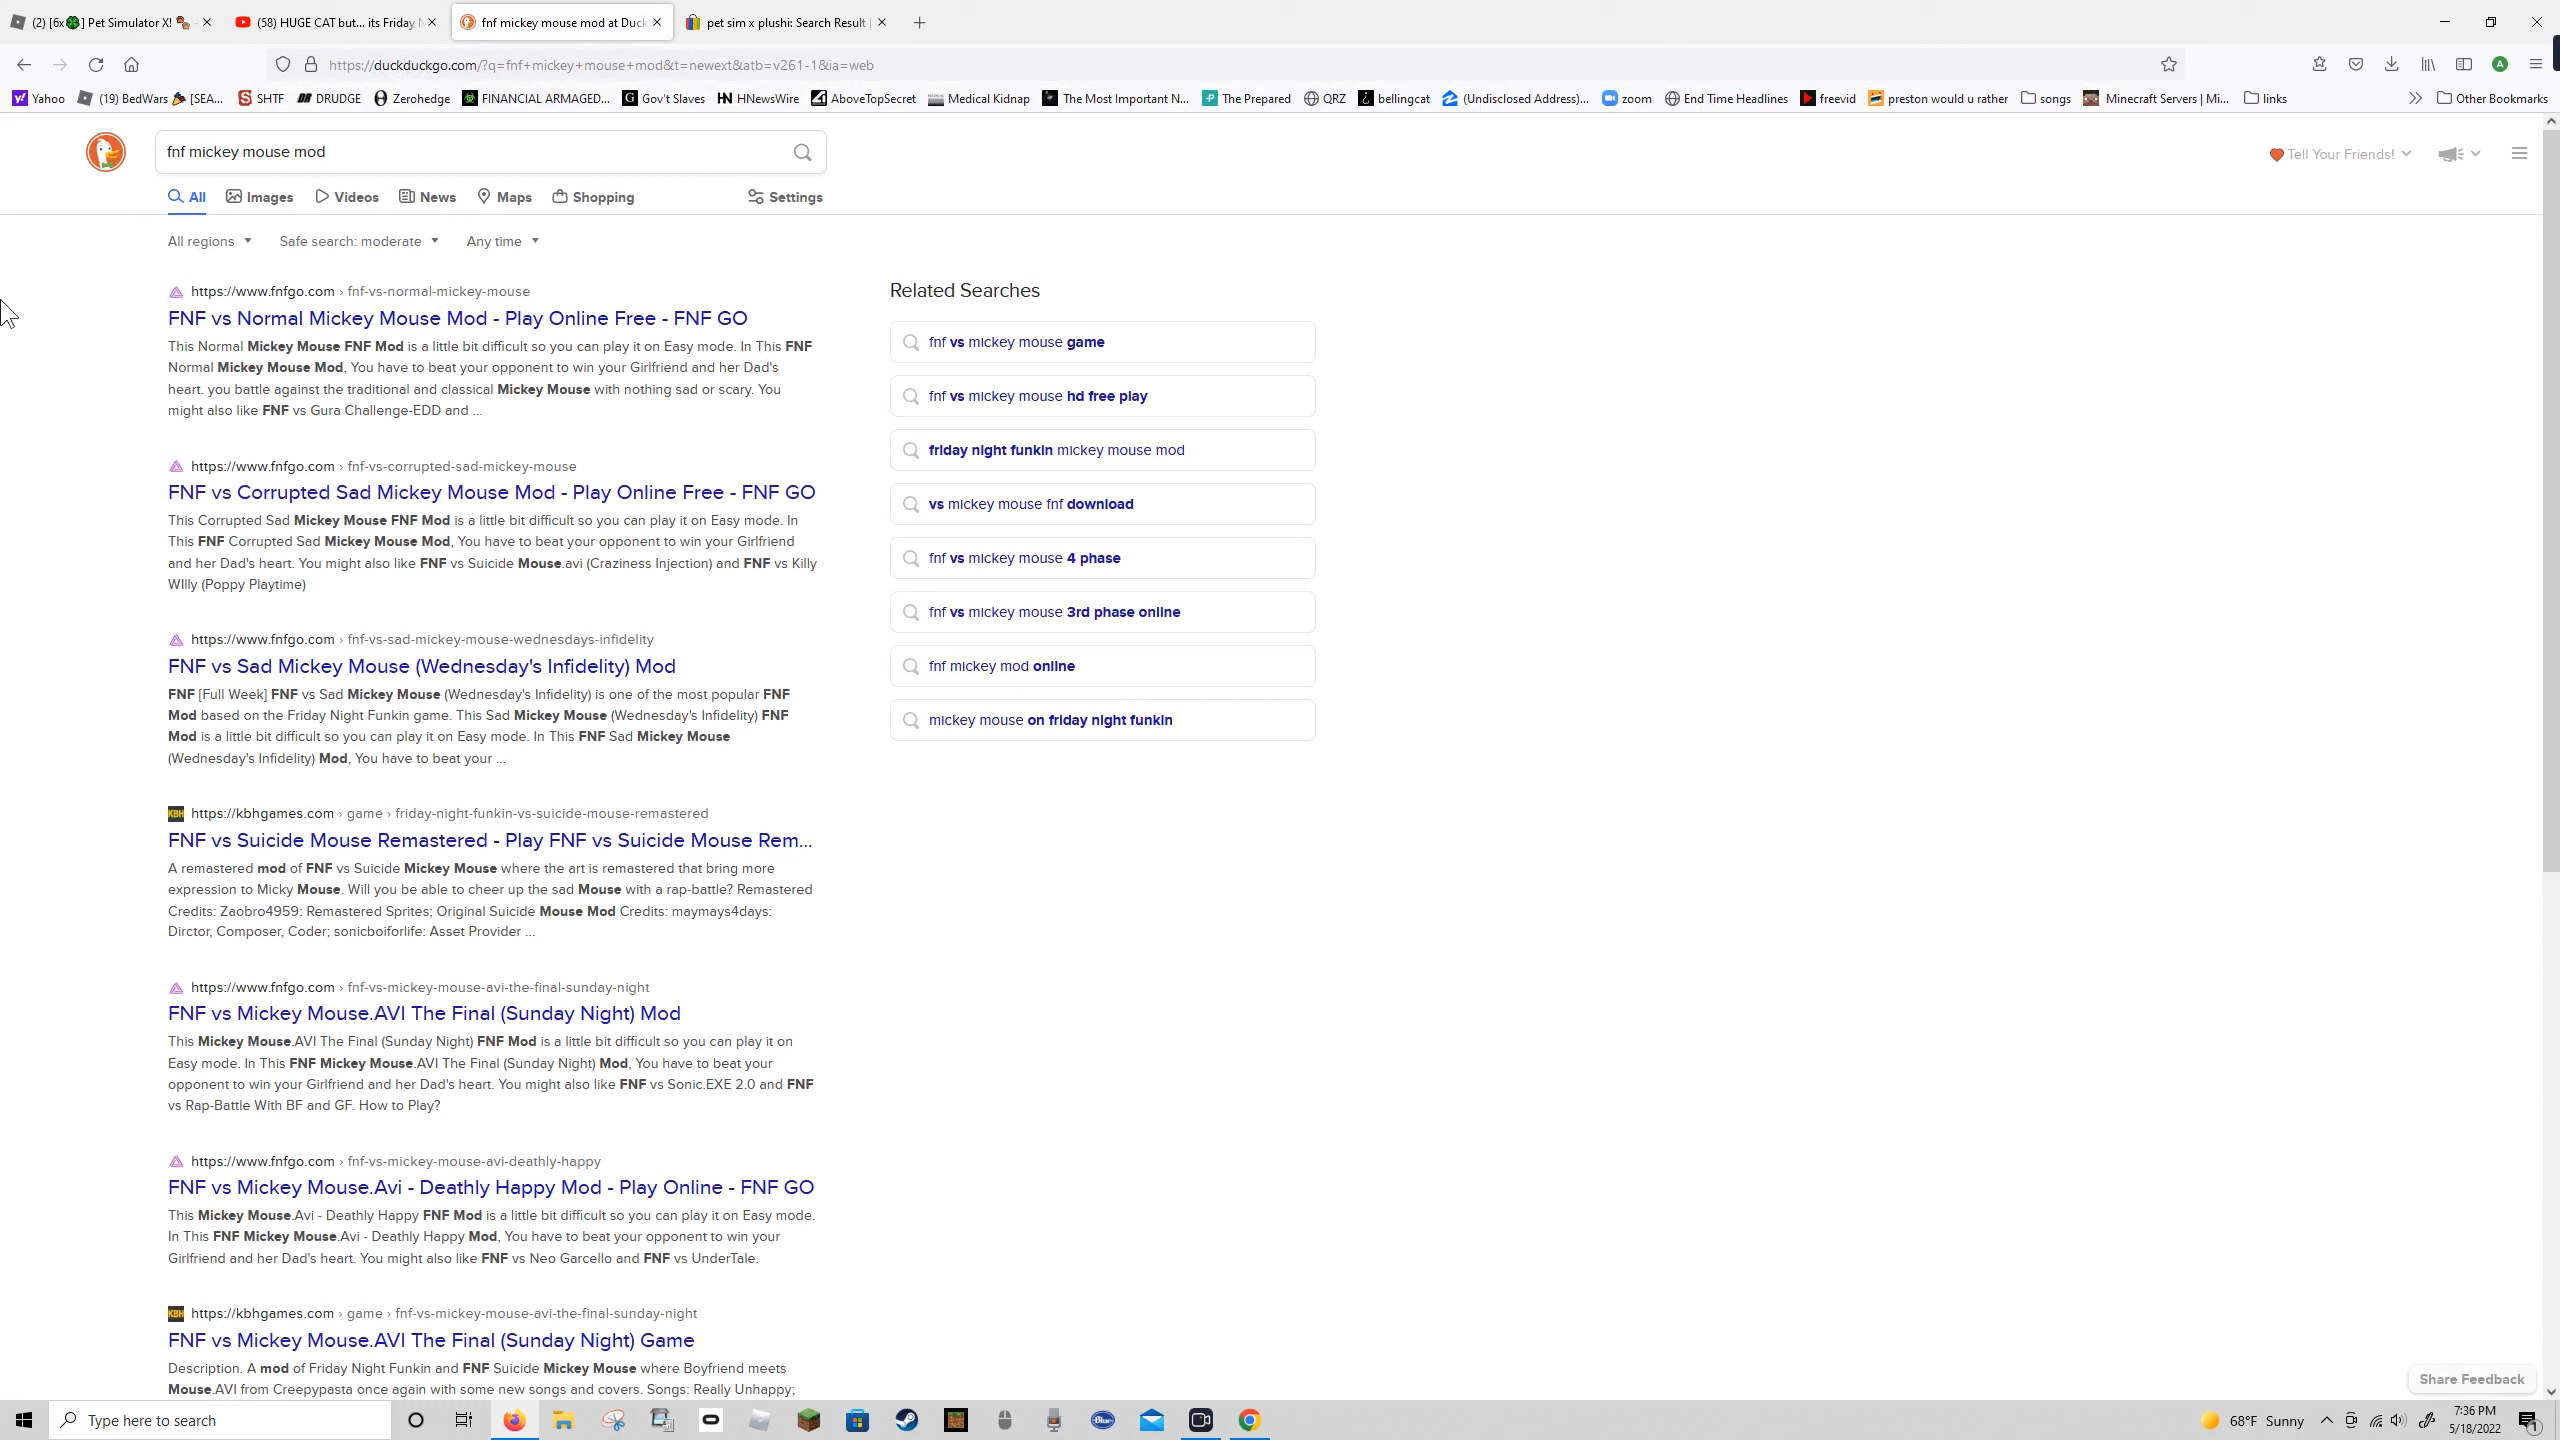 (2) [6x🍀] Pet Simulator X! 🐾 -
(58) HUGE CAT but... its Friday N
fnf mickey mouse mod at Duck
pet sim x plushi: Search Result |
https://duckduckgo.com/?q=fnf+mickey+mouse+mod&t=newext&atb=v261-1&ia=web
Yahoo (19) BedWars [SEA... SHTF DRUDGE Zerohedge FINANCIAL ARMAGED... Gov't Slaves HNewsWire AboveTopSecret Medical Kidnap The Most Important N... The Prepared QRZ bellingcat (Undisclosed Address)... zoom End Time Headlines freevid preston would u rather songs Minecraft Servers | Mi... links Other Bookmarks
fnf mickey mouse mod
Tell Your Friends!
All Images Videos News Maps Shopping Settings
All regions Safe search: moderate Any time
https://www.fnfgo.com › fnf-vs-normal-mickey-mouse
FNF vs Normal Mickey Mouse Mod - Play Online Free - FNF GO
This Normal Mickey Mouse FNF Mod is a little bit difficult so you can play it on Easy mode. In This FNF
Normal Mickey Mouse Mod, You have to beat your opponent to win your Girlfriend and her Dad's
heart. you battle against the traditional and classical Mickey Mouse with nothing sad or scary. You
might also like FNF vs Gura Challenge-EDD and ...
https://www.fnfgo.com › fnf-vs-corrupted-sad-mickey-mouse
FNF vs Corrupted Sad Mickey Mouse Mod - Play Online Free - FNF GO
This Corrupted Sad Mickey Mouse FNF Mod is a little bit difficult so you can play it on Easy mode. In
This FNF Corrupted Sad Mickey Mouse Mod, You have to beat your opponent to win your Girlfriend
and her Dad's heart. You might also like FNF vs Suicide Mouse.avi (Craziness Injection) and FNF vs Killy
WIlly (Poppy Playtime)
https://www.fnfgo.com › fnf-vs-sad-mickey-mouse-wednesdays-infidelity
FNF vs Sad Mickey Mouse (Wednesday's Infidelity) Mod
FNF [Full Week] FNF vs Sad Mickey Mouse (Wednesday's Infidelity) is one of the most popular FNF
Mod based on the Friday Night Funkin game. This Sad Mickey Mouse (Wednesday's Infidelity) FNF
Mod is a little bit difficult so you can play it on Easy mode. In This FNF Sad Mickey Mouse
(Wednesday's Infidelity) Mod, You have to beat your ...
KBH https://kbhgames.com › game › friday-night-funkin-vs-suicide-mouse-remastered
FNF vs Suicide Mouse Remastered - Play FNF vs Suicide Mouse Rem...
A remastered mod of FNF vs Suicide Mickey Mouse where the art is remastered that bring more
expression to Micky Mouse. Will you be able to cheer up the sad Mouse with a rap-battle? Remastered
Credits: Zaobro4959: Remastered Sprites; Original Suicide Mouse Mod Credits: maymays4days:
Dirctor, Composer, Coder; sonicboiforlife: Asset Provider ...
https://www.fnfgo.com › fnf-vs-mickey-mouse-avi-the-final-sunday-night
FNF vs Mickey Mouse.AVI The Final (Sunday Night) Mod
This Mickey Mouse.AVI The Final (Sunday Night) FNF Mod is a little bit difficult so you can play it on
Easy mode. In This FNF Mickey Mouse.AVI The Final (Sunday Night) Mod, You have to beat your
opponent to win your Girlfriend and her Dad's heart. You might also like FNF vs Sonic.EXE 2.0 and FNF
vs Rap-Battle With BF and GF. How to Play?
https://www.fnfgo.com › fnf-vs-mickey-mouse-avi-deathly-happy
FNF vs Mickey Mouse.Avi - Deathly Happy Mod - Play Online - FNF GO
This Mickey Mouse.Avi - Deathly Happy FNF Mod is a little bit difficult so you can play it on Easy mode.
In This FNF Mickey Mouse.Avi - Deathly Happy Mod, You have to beat your opponent to win your
Girlfriend and her Dad's heart. You might also like FNF vs Neo Garcello and FNF vs UnderTale.
KBH https://kbhgames.com › game › fnf-vs-mickey-mouse-avi-the-final-sunday-night
FNF vs Mickey Mouse.AVI The Final (Sunday Night) Game
Description. A mod of Friday Night Funkin and FNF Suicide Mickey Mouse where Boyfriend meets
Mouse.AVI from Creepypasta once again with some new songs and covers. Songs: Really Unhappy;
Related Searches
fnf vs mickey mouse game
fnf vs mickey mouse hd free play
friday night funkin mickey mouse mod
vs mickey mouse fnf download
fnf vs mickey mouse 4 phase
fnf vs mickey mouse 3rd phase online
fnf mickey mod online
mickey mouse on friday night funkin
Share Feedback
Type here to search
68°F Sunny
7:36 PM
5/18/2022
1